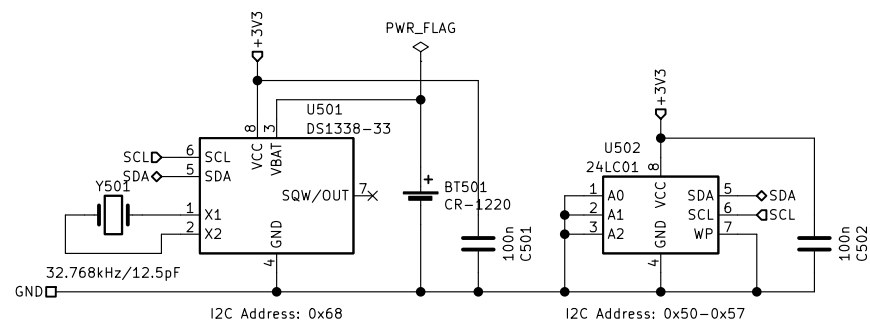 PWR_FLAG
+3V3
+3V3
U501
DS1338-33
8
3
VCC
VBAT
SCL 6 SCL
SDA 5 SDA
SQW/OUT 7
Y501
1 X1
2 X2
GND
4
32.768kHz/12.5pF
GND
I2C Address: 0x68
+
BT501
CR-1220
100n
C501
U502
24LC01
8
VCC
1 A0
2 A1
3 A2
SDA 5 SDA
SCL 6 SCL
WP 7
GND
4
100n
C502
I2C Address: 0x50-0x57